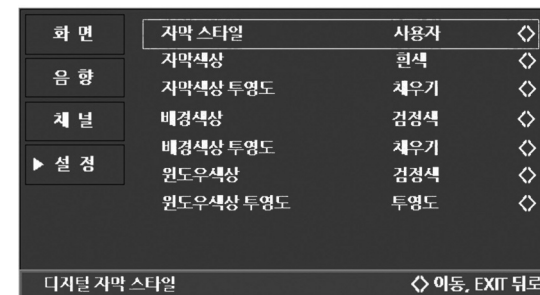 화 면
음 향
채 널
▶ 설 정
자막 스타일 사용자 <>
자막색상 흰색 <>
자막색상 투영도 채우기 <>
배경색상 검정색 <>
배경색상 투영도 채우기 <>
윈도우색상 검정색 <>
윈도우색상 투영도 투영도 <>
디지털 자막 스타일 <> 이동, EXIT 뒤로